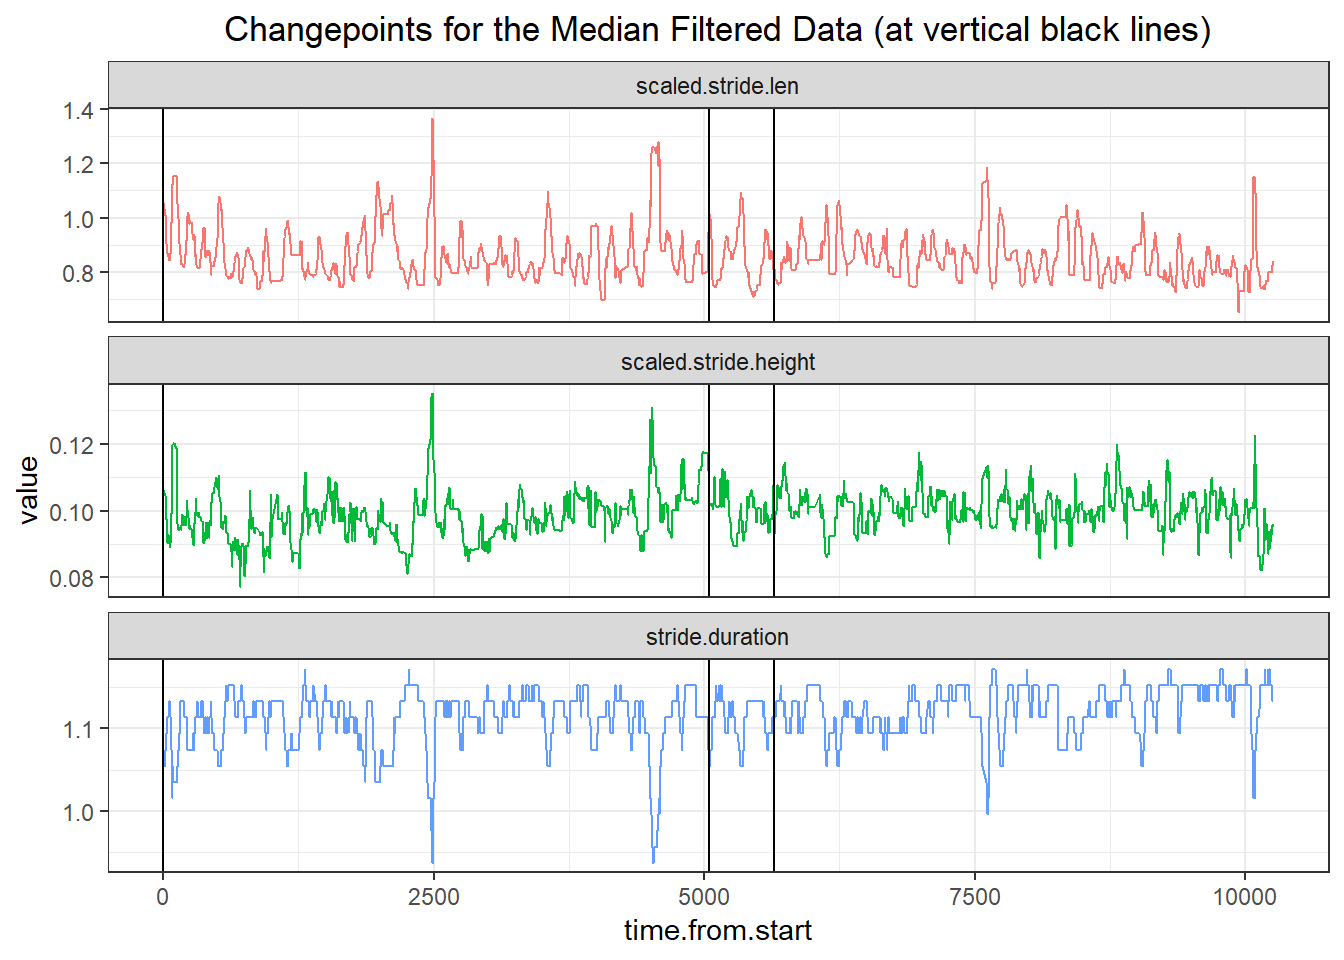 Changepoints for the Median Filtered Data (at vertical black lines)
scaled.stride.len
1.4
1.2
1.0
0.8
scaled.stride.height
0.12
0.10
0.08
value
stride.duration
1.1
1.0
0 2500 5000 7500 10000
time.from.start